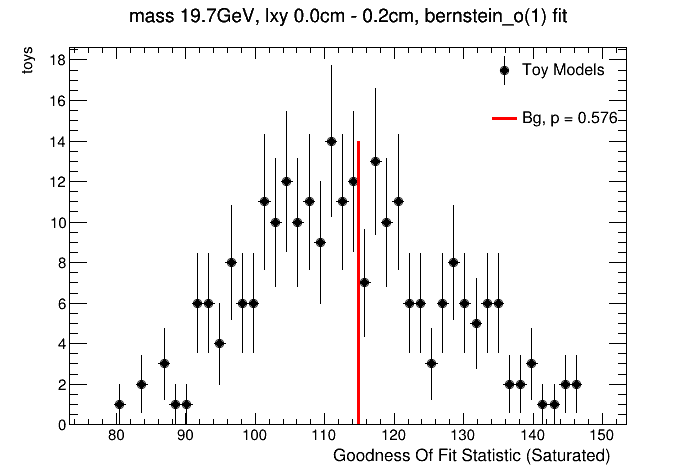 mass 19.7GeV, lxy 0.0cm - 0.2cm, bernstein_o(1) fit
toys
18
16
14
12
10
8
6
4
2
0
Toy Models
Bg, p = 0.576
80 90 100 110 120 130 140 150
Goodness Of Fit Statistic (Saturated)